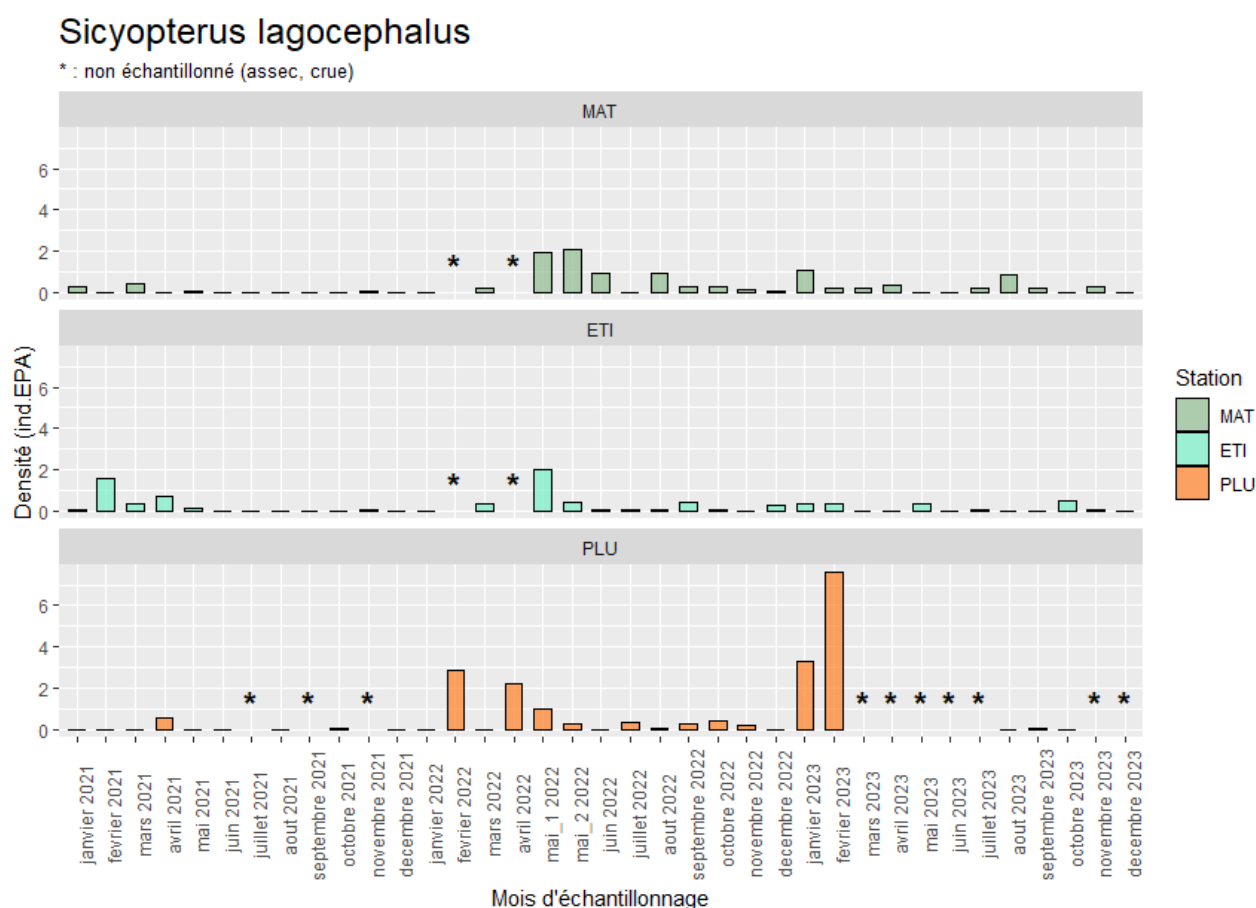 Sicyopterus lagocephalus
* : non échantillonné (assec, crue)
MAT
6
4
2
0
* *
ETI
6
4
2
0
* *
PLU
6
4
2
0
* * * * * * * * * *
Densité (ind.EPA)
janvier 2021
fevrier 2021
mars 2021
avril 2021
mai 2021
juin 2021
juillet 2021
aout 2021
septembre 2021
octobre 2021
novembre 2021
decembre 2021
janvier 2022
fevrier 2022
mars 2022
avril 2022
mai_1 2022
mai_2 2022
juin 2022
juillet 2022
aout 2022
septembre 2022
octobre 2022
novembre 2022
decembre 2022
janvier 2023
fevrier 2023
mars 2023
avril 2023
mai 2023
juin 2023
juillet 2023
aout 2023
septembre 2023
octobre 2023
novembre 2023
decembre 2023
Mois d'échantillonnage
Station
MAT
ETI
PLU